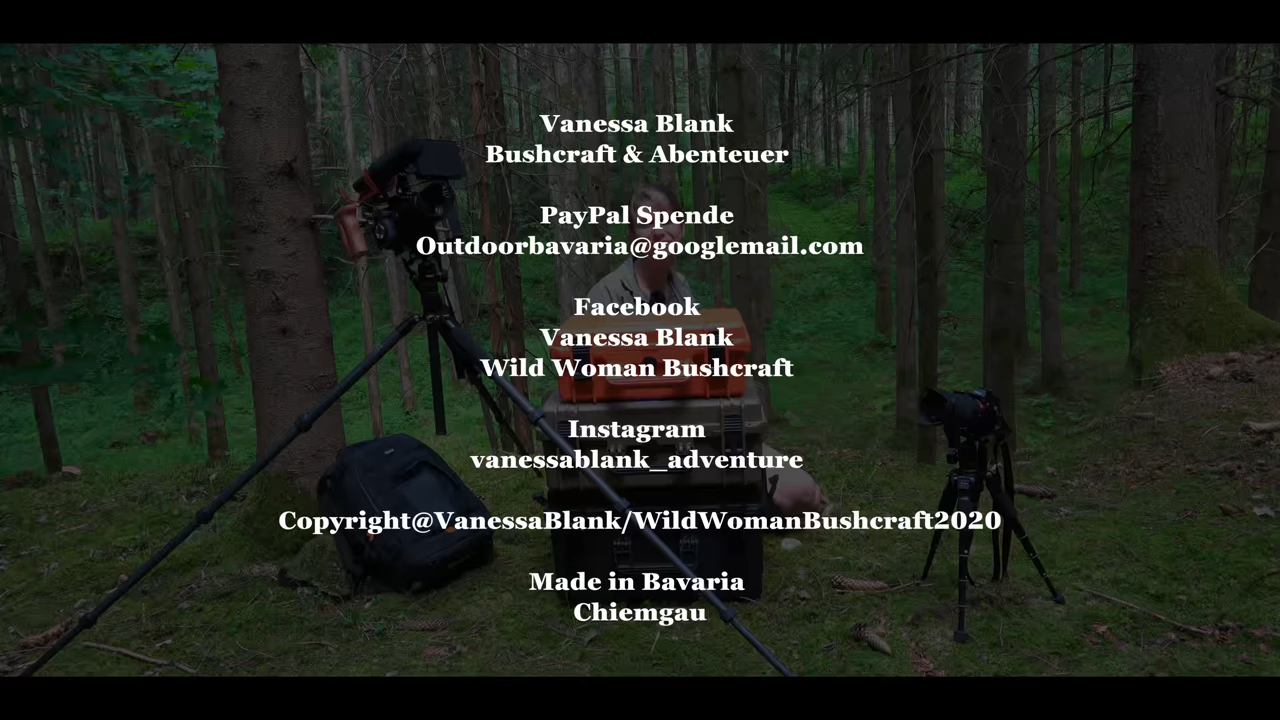 Vanessa Blank
Bushcraft & Abenteuer
PayPal Spende
Outdoorbavaria@googlemail.com
Facebook
Vanessa Blank
Wild Woman Bushcraft
Instagram
vanessablank_adventure
Copyright@VanessaBlank/WildWomanBushcraft2020
Made in Bavaria
Chiemgau